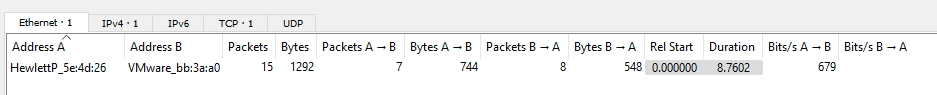 Ethernet · 1 IPv4 · 1 IPv6 TCP · 1 UDP
Address A Address B Packets Bytes Packets A → B Bytes A → B Packets B → A Bytes B → A Rel Start Duration Bits/s A → B Bits/s B → A
HewlettP_5e:4d:26 VMware_bb:3a:a0 15 1292 7 744 8 548 0.000000 8.7602 679